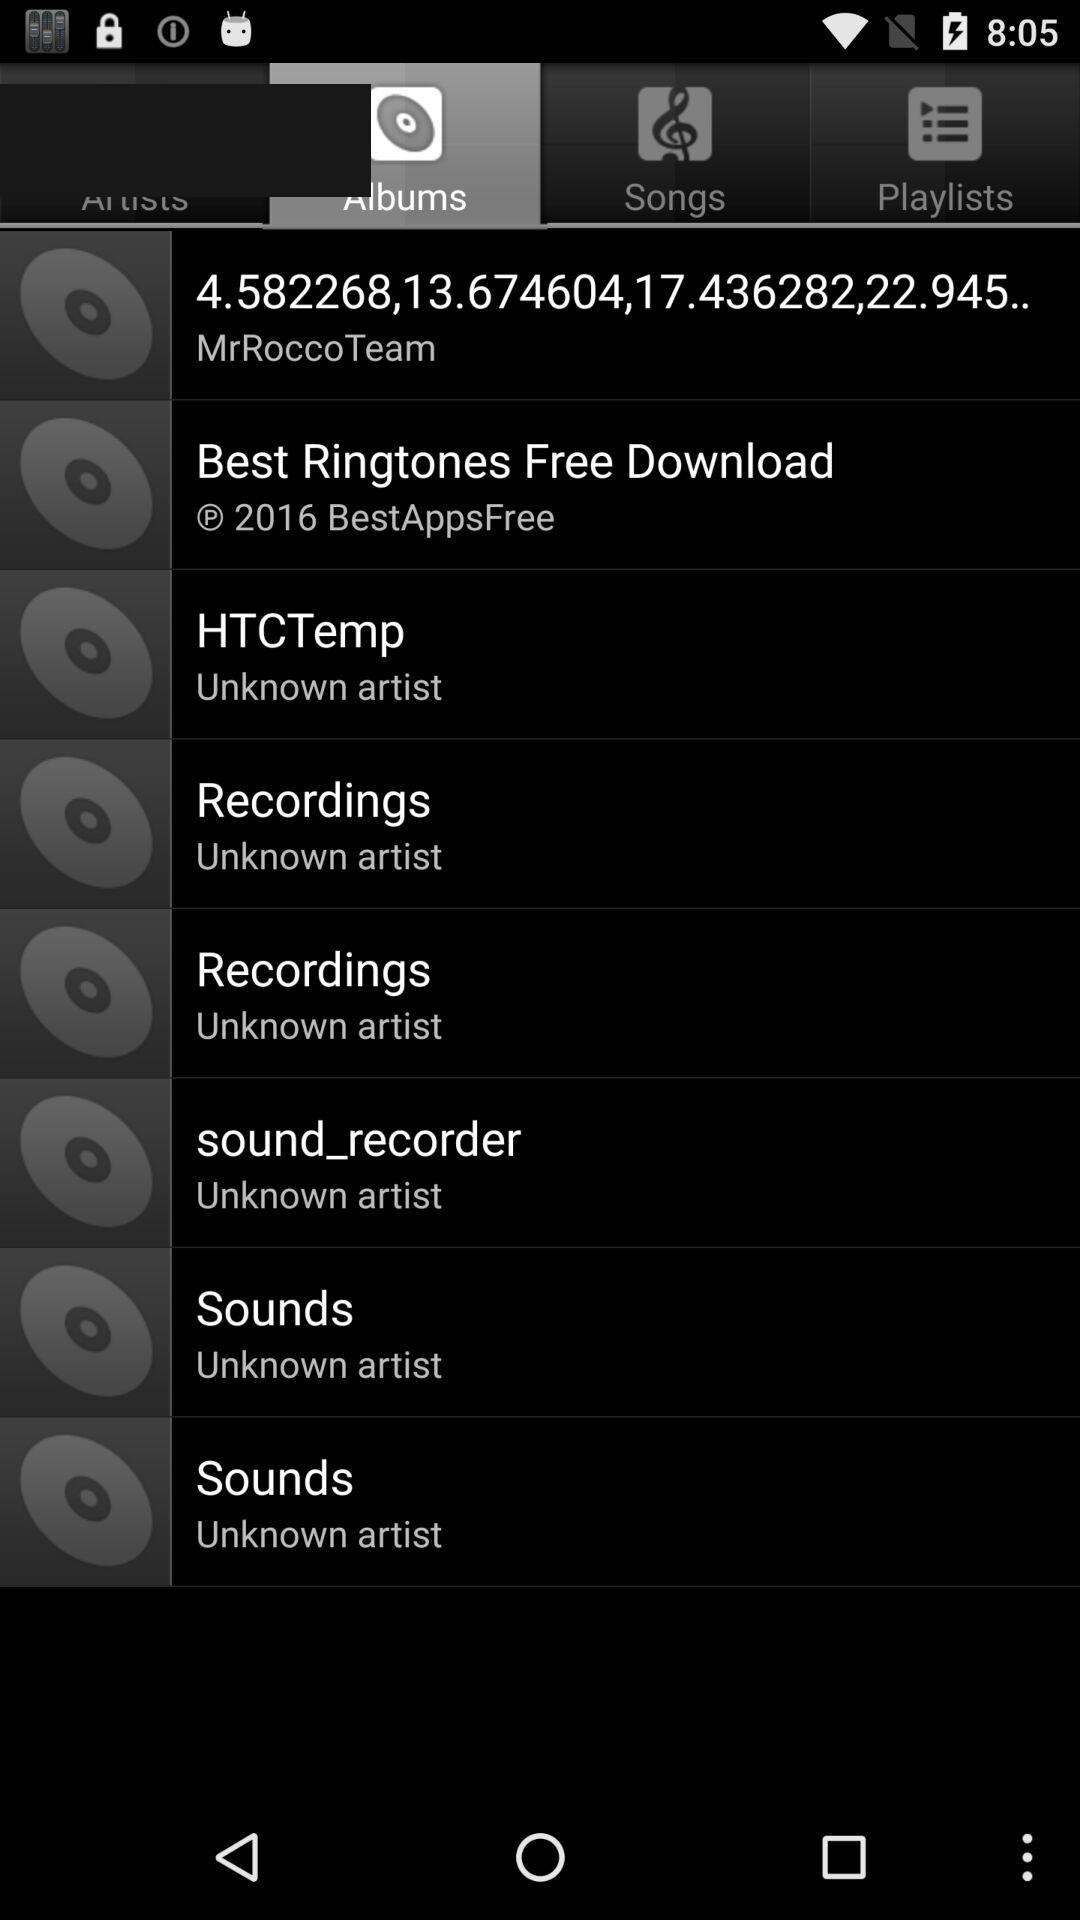 8:05
Artists Albums Songs Playlists
4.582268,13.674604,17.436282,22.945..
MrRoccoTeam
Best Ringtones Free Download
℗ 2016 BestAppsFree
HTCTemp
Unknown artist
Recordings
Unknown artist
Recordings
Unknown artist
sound_recorder
Unknown artist
Sounds
Unknown artist
Sounds
Unknown artist